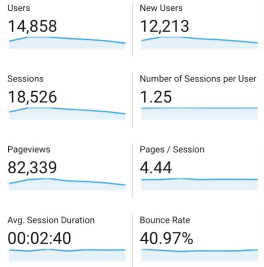 Users
14,858
New Users
12,213
Sessions
18,526
Number of Sessions per User
1.25
Pageviews
82,339
Pages / Session
4.44
Avg. Session Duration
00:02:40
Bounce Rate
40.97%